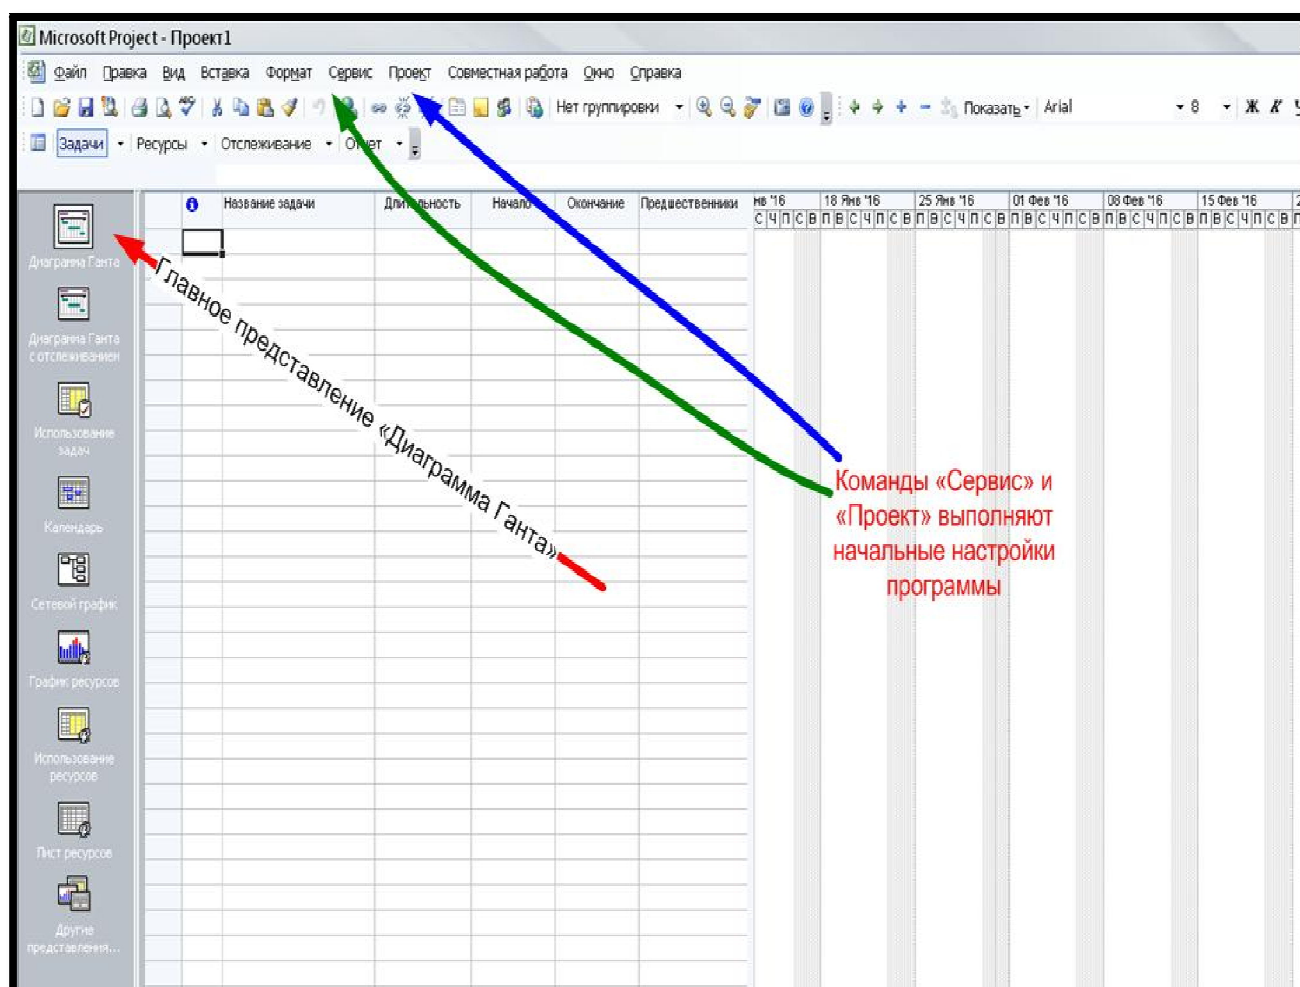 Microsoft Project - Проект1
Файл Правка Вид Вставка Формат Сервис Проект Совместная работа Окно Справка
Нет группировки Показать Arial 8 Ж К
Задачи Ресурсы Отслеживание Отчет
Название задачи Длительность Начало Окончание Предшественники
нв '16 18 Янв '16 25 Янв '16 01 Фев '16 08 Фев '16 15 Фев '16 2
С Ч П С В П В С Ч П С В П В С Ч П С В П В С Ч П С В П В С Ч П С В П В С Ч П С В П
Диаграмма Ганта
Диаграмма Ганта
с отслеживанием
Использование
задач
Календарь
Сетевой график
График ресурсов
Использование
ресурсов
Лист ресурсов
Другие
представления...
Главное представление «Диаграмма Ганта»
Команды «Сервис» и
«Проект» выполняют
начальные настройки
программы